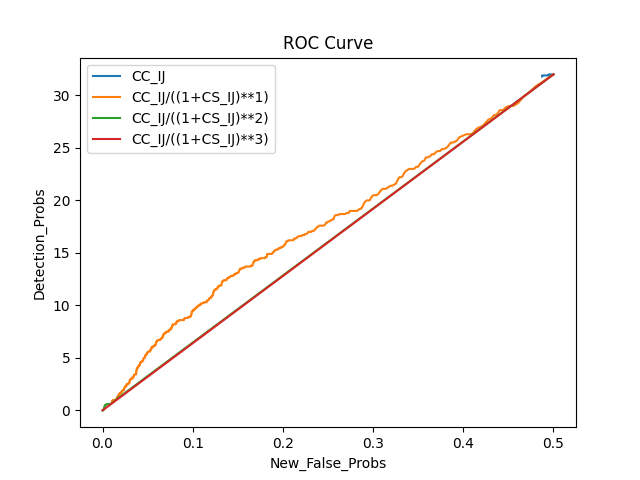 ROC Curve
CC_IJ
CC_IJ/((1+CS_IJ)**1)
CC_IJ/((1+CS_IJ)**2)
CC_IJ/((1+CS_IJ)**3)
Detection_Probs
30
25
20
15
10
5
0
0.0 0.1 0.2 0.3 0.4 0.5
New_False_Probs